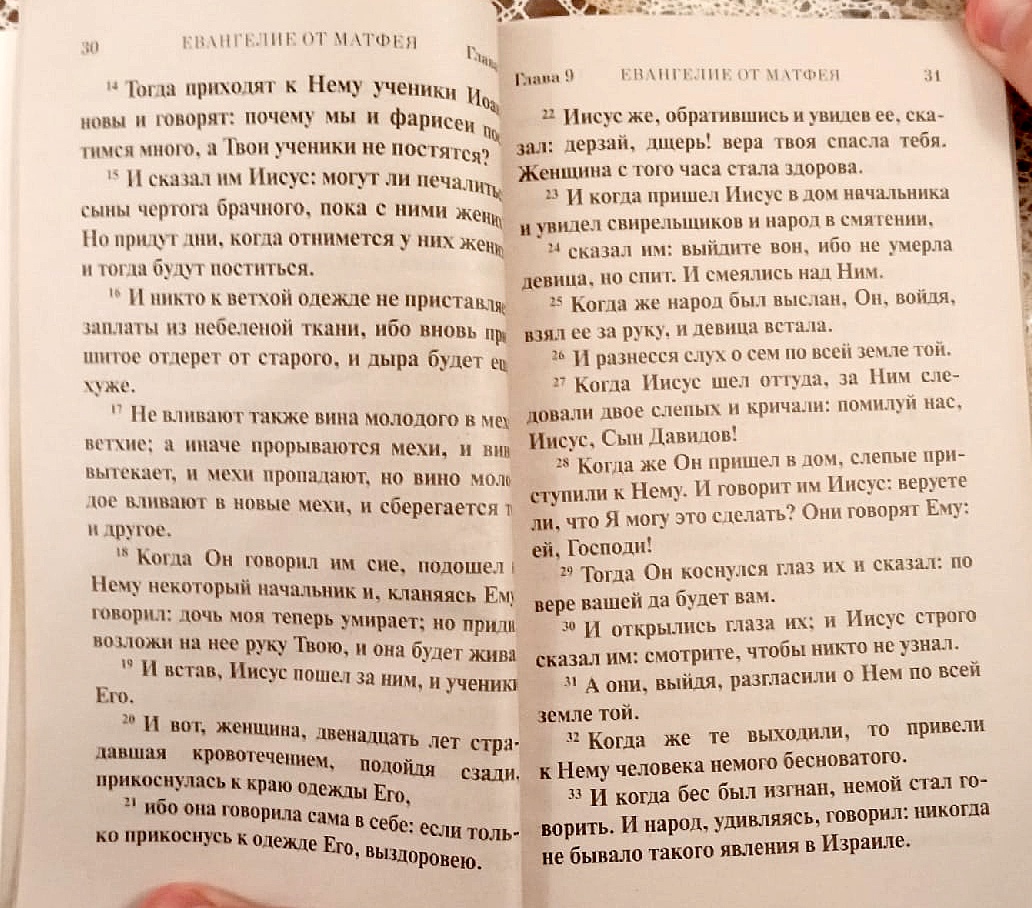 30 ЕВАНГЕЛИЕ ОТ МАТФЕЯ
14 Тогда приходят к Нему ученики
новы и говорят: почему мы и фарисеи
тимся много, а Твои ученики не постятся?
15 И сказал им Иисус: могут ли
сыны чертога брачного, пока с ними
Но придут дни, когда отнимется у них
и тогда будут поститься.
16 И никто к ветхой одежде не
заплаты из небеленой ткани, ибо вновь
шитое отдерет от старого, и дыра будет
хуже.
17 Не вливают также вина молодого в
ветхие; а иначе прорываются мехи, и
вытекает, и мехи пропадают, но вино
дое вливают в новые мехи, и сберегается
и другое.
18 Когда Он говорил им сие, подошел
Нему некоторый начальник и, кланяясь
говорил: дочь моя теперь умирает; но
возложи на нее руку Твою, и она будет жива
19 И встав, Иисус пошел за ним, и
Его.
20 И вот, женщина, двенадцать лет стра-
давшая кровотечением, подойдя сзади,
прикоснулась к краю одежды Его,
21 ибо она говорила сама в себе: если толь-
ко прикоснусь к одежде Его, выздоровею.
Глава 9 ЕВАНГЕЛИЕ ОТ МАТФЕЯ 31
22 Иисус же, обратившись и увидев ее, ска-
зал: дерзай, дщерь! вера твоя спасла тебя.
Женщина с того часа стала здорова.
23 И когда пришел Иисус в дом начальника
и увидел свирельщиков и народ в смятении,
24 сказал им: выйдите вон, ибо не умерла
девица, но спит. И смеялись над Ним.
25 Когда же народ был выслан, Он, войдя,
взял ее за руку, и девица встала.
26 И разнесся слух о сем по всей земле той.
27 Когда Иисус шел оттуда, за Ним сле-
довали двое слепых и кричали: помилуй нас,
Иисус, Сын Давидов!
28 Когда же Он пришел в дом, слепые при-
ступили к Нему. И говорит им Иисус: веруете
ли, что Я могу это сделать? Они говорят Ему:
ей, Господи!
29 Тогда Он коснулся глаз их и сказал: по
вере вашей да будет вам.
30 И открылись глаза их; и Иисус строго
сказал им: смотрите, чтобы никто не узнал.
31 А они, выйдя, разгласили о Нем по всей
земле той.
32 Когда же те выходили, то привели
к Нему человека немого бесноватого.
33 И когда бес был изгнан, немой стал го-
ворить. И народ, удивляясь, говорил: никогда
не бывало такого явления в Израиле.